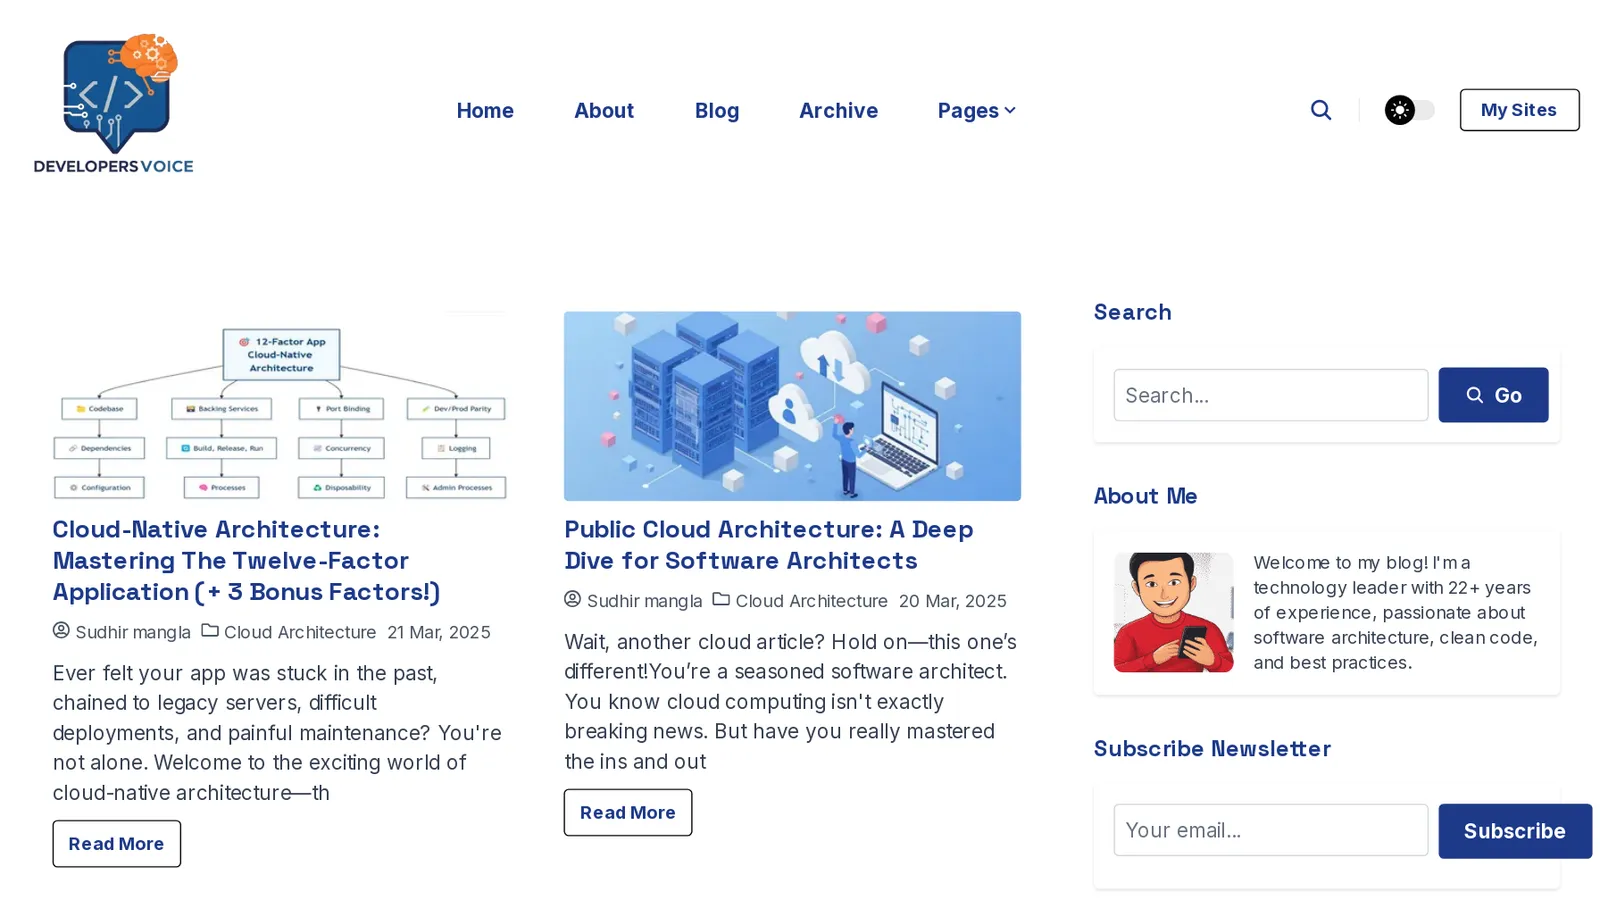 DEVELOPERS VOICE
Home
About
Blog
Archive
Pages
My Sites
12-Factor App
Cloud-Native
Architecture
Codebase
Backing Services
Port Binding
Dev/Prod Parity
Dependencies
Build, Release, Run
Concurrency
Logging
Configuration
Processes
Disposability
Admin Processes
Cloud-Native Architecture:
Mastering The Twelve-Factor
Application (+ 3 Bonus Factors!)
Sudhir mangla Cloud Architecture 21 Mar, 2025
Ever felt your app was stuck in the past,
chained to legacy servers, difficult
deployments, and painful maintenance? You're
not alone. Welcome to the exciting world of
cloud-native architecture—th
Read More
Public Cloud Architecture: A Deep
Dive for Software Architects
Sudhir mangla Cloud Architecture 20 Mar, 2025
Wait, another cloud article? Hold on—this one’s
different!You’re a seasoned software architect.
You know cloud computing isn't exactly
breaking news. But have you really mastered
the ins and out
Read More
Search
Search...
Go
About Me
Welcome to my blog! I'm a
technology leader with 22+ years
of experience, passionate about
software architecture, clean code,
and best practices.
Subscribe Newsletter
Your email...
Subscribe